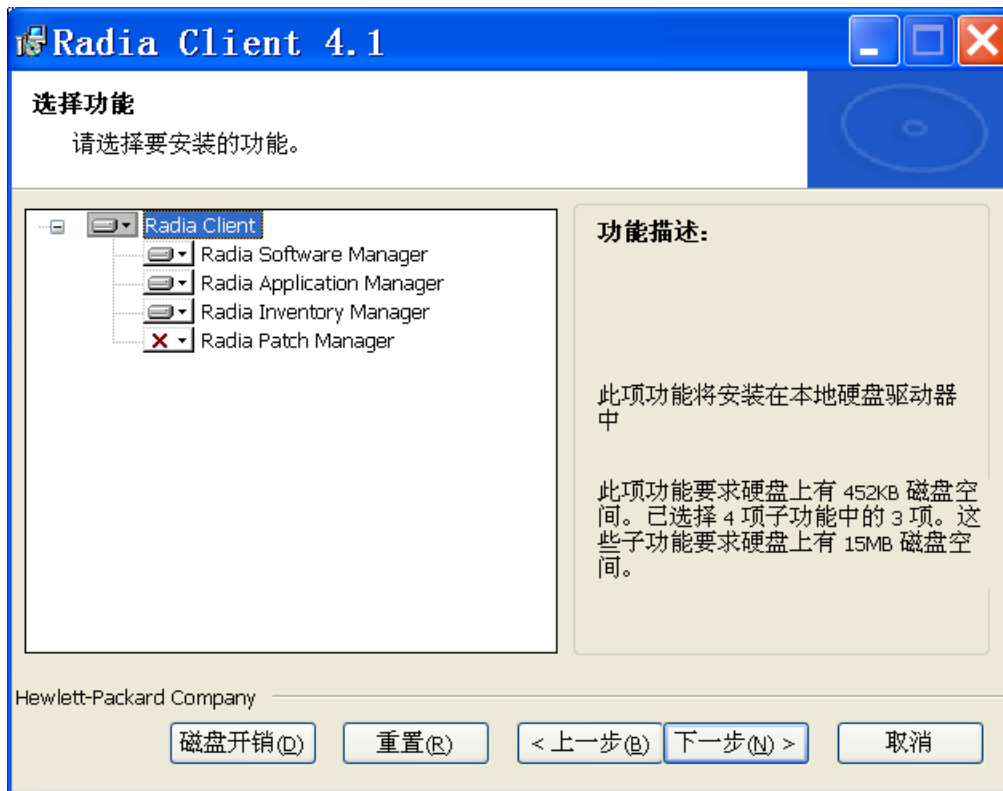 Radia Client 4.1
选择功能
请选择要安装的功能。
Radia Client
Radia Software Manager
Radia Application Manager
Radia Inventory Manager
Radia Patch Manager
功能描述:
此项功能将安装在本地硬盘驱动器
中
此项功能要求硬盘上有 452KB 磁盘空
间。已选择 4 项子功能中的 3 项。这
些子功能要求硬盘上有 15MB 磁盘空
间。
Hewlett-Packard Company
磁盘开销(D)
重置(R)
< 上一步(B)
下一步(N) >
取消